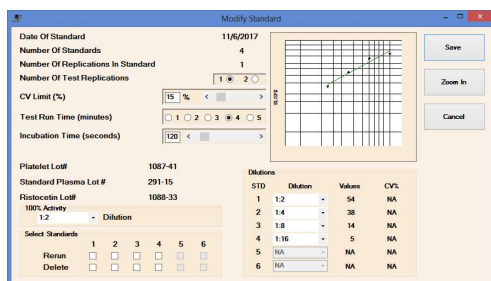 Modify Standard
Date Of Standard 11/6/2017
Number Of Standards 4
Number Of Replications In Standard 1
Number Of Test Replications 1 2
CV Limit (%) 15 %
Test Run Time (minutes) 1 2 3 4 5
Incubation Time (seconds) 120
SLOPE
Save
Zoom In
Cancel
Platelet Lot# 1087-41
Standard Plasma Lot # 291-15
Ristocetin Lot# 1088-33
100% Activity
1:2 Dilution
Select Standards
1 2 3 4 5 6
Rerun
Delete
Dilutions
STD Dilution Values CV%
1 1:2 54 NA
2 1:4 38 NA
3 1:8 14 NA
4 1:16 5 NA
5 NA NA NA
6 NA NA NA